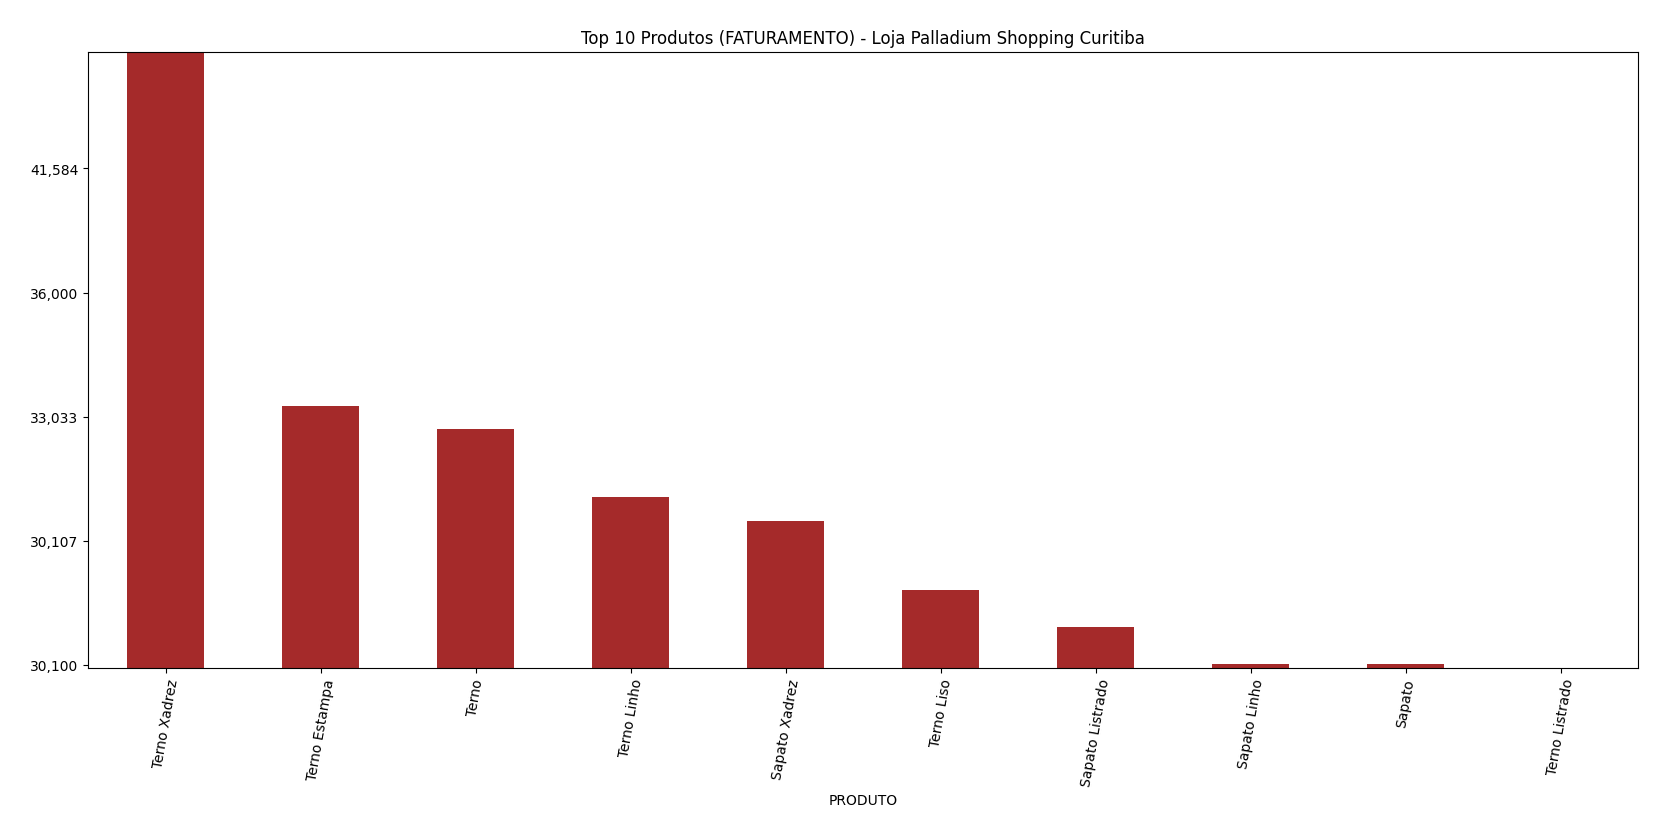 Top 10 Produtos (FATURAMENTO) - Loja Palladium Shopping Curitiba
41,584
36,000
33,033
30,107
30,100
Terno Xadrez
Terno Estampa
Terno
Terno Linho
Sapato Xadrez
Terno Liso
Sapato Listrado
Sapato Linho
Sapato
Terno Listrado
PRODUTO